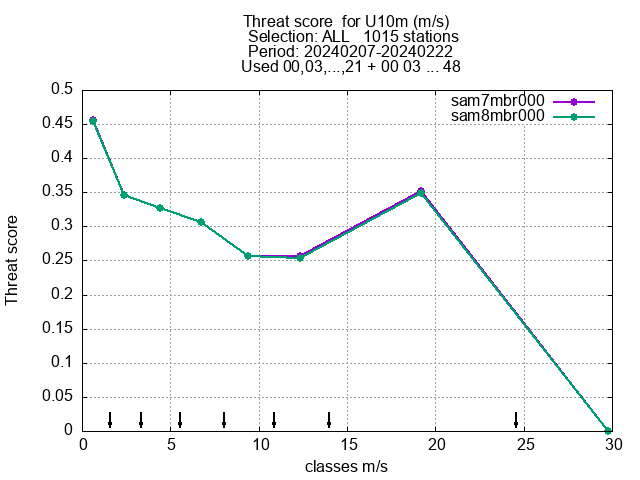 Threat score  for U10m (m/s)
Selection: ALL   1015 stations
Period: 20240207-20240222
Used 00,03,...,21 + 00 03 ... 48
sam7mbr000
sam8mbr000
0.5
0.45
0.4
0.35
0.3
0.25
0.2
0.15
0.1
0.05
0
Threat score
0 5 10 15 20 25 30
classes m/s